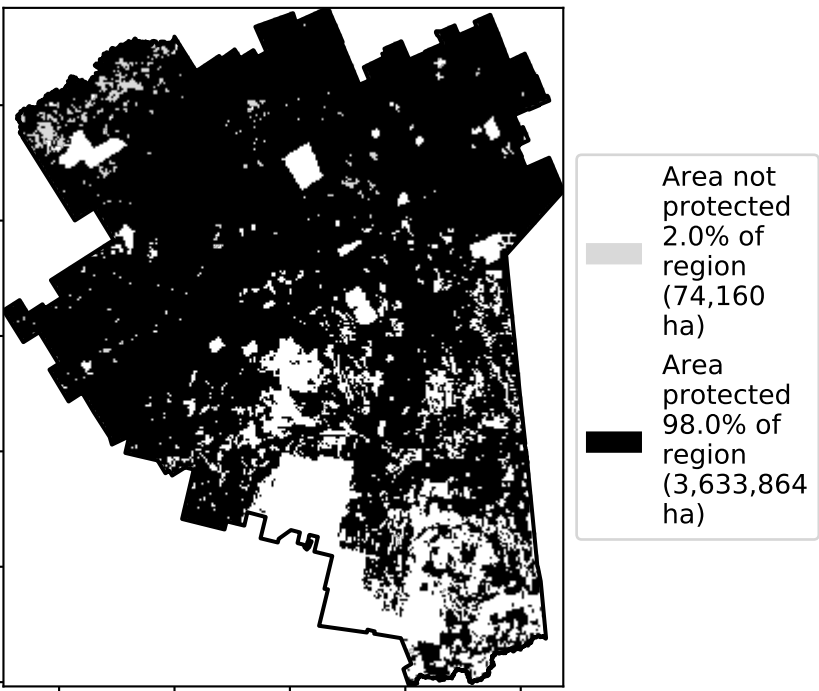 Area not
protected
2.0% of
region
(74,160
ha)
Area
protected
98.0% of
region
(3,633,864
ha)